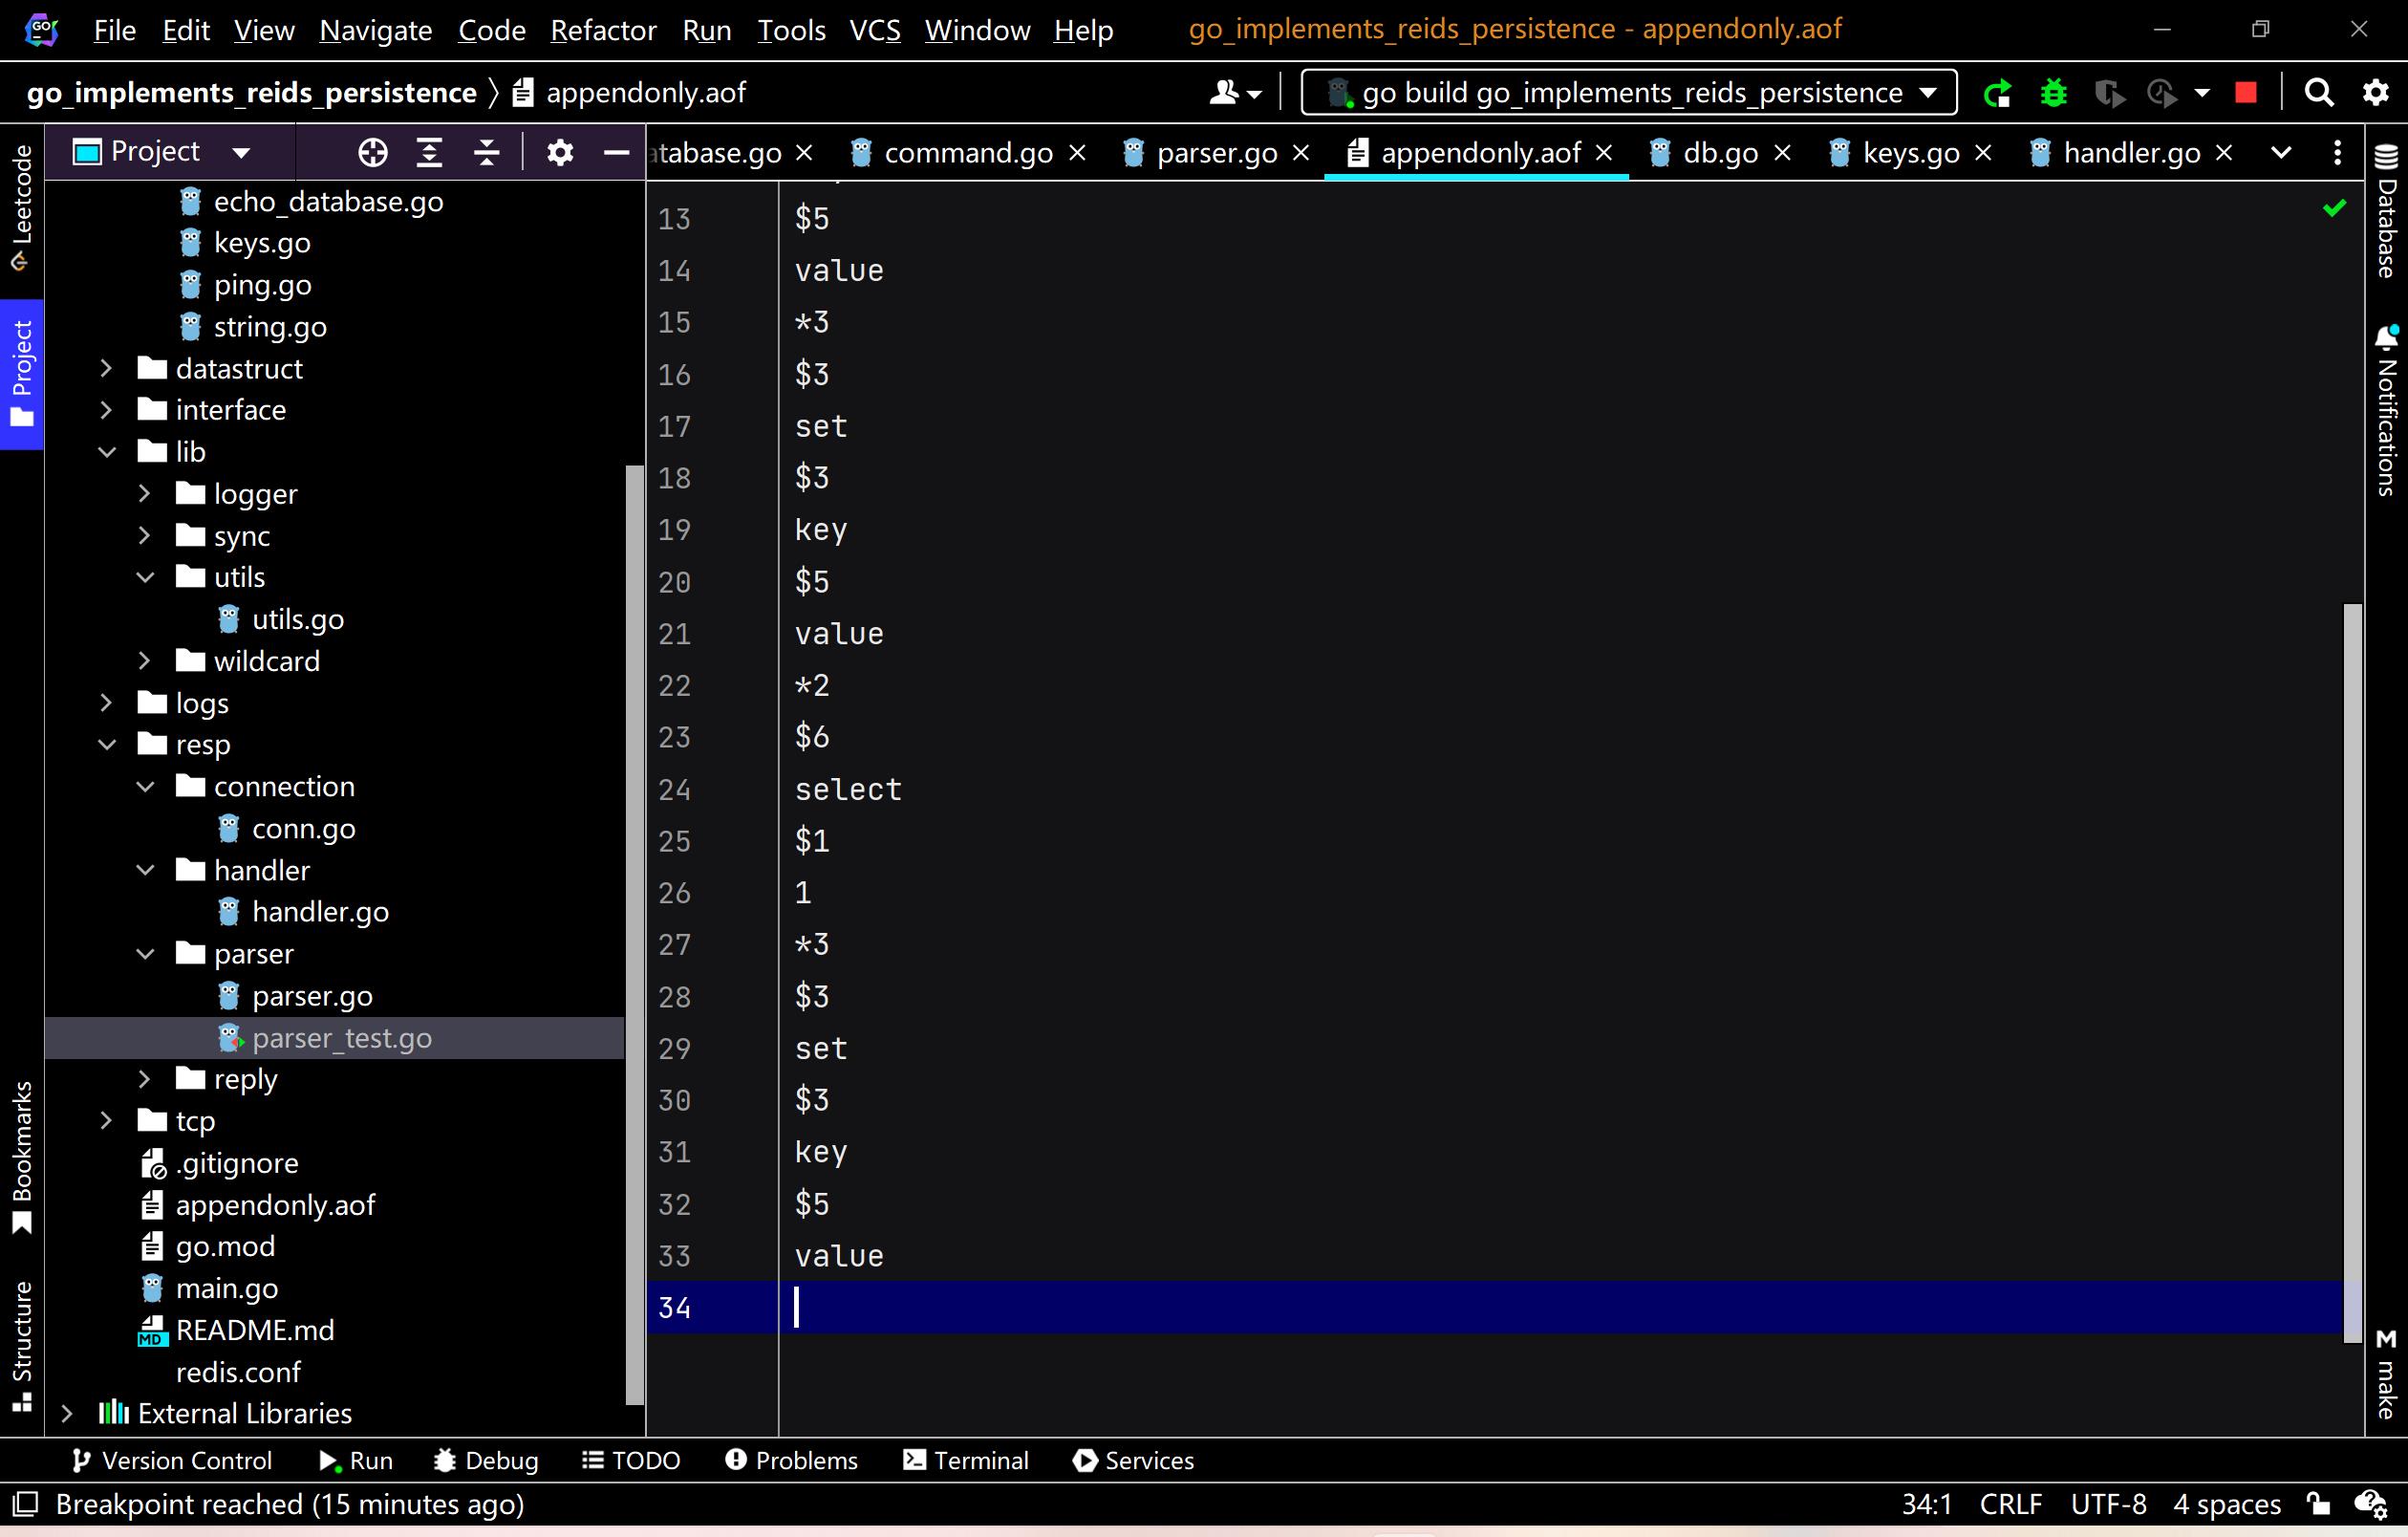 File Edit View Navigate Code Refactor Run Tools VCS Window Help go_implements_reids_persistence - appendonly.aof
go_implements_reids_persistence appendonly.aof go build go_implements_reids_persistence
Leetcode
Project
Bookmarks
Structure
Project
echo_database.go
keys.go
ping.go
string.go
datastruct
interface
lib
logger
sync
utils
utils.go
wildcard
logs
resp
connection
conn.go
handler
handler.go
parser
parser.go
parser_test.go
reply
tcp
.gitignore
appendonly.aof
go.mod
main.go
README.md
redis.conf
External Libraries
atabase.go command.go parser.go appendonly.aof db.go keys.go handler.go
13 $5
14 value
15 *3
16 $3
17 set
18 $3
19 key
20 $5
21 value
22 *2
23 $6
24 select
25 $1
26 1
27 *3
28 $3
29 set
30 $3
31 key
32 $5
33 value
34
Database
Notifications
make
Version Control Run Debug TODO Problems Terminal Services
Breakpoint reached (15 minutes ago) 34:1 CRLF UTF-8 4 spaces